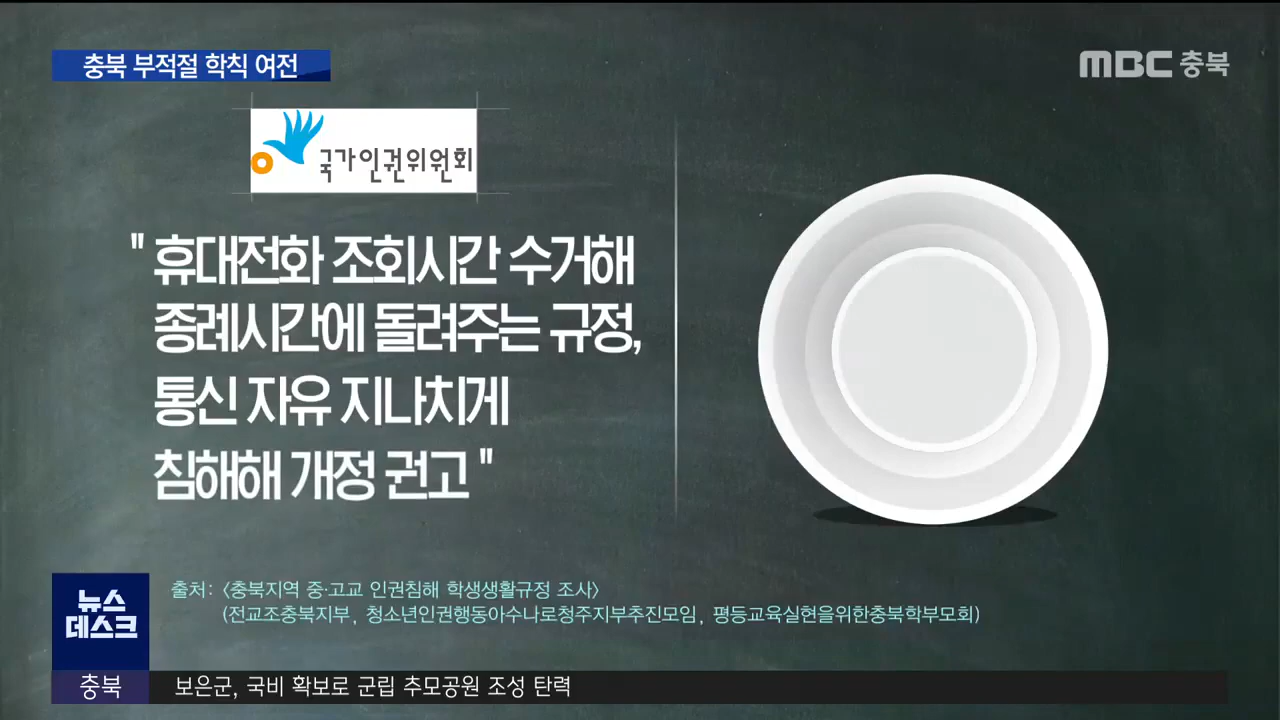 충북 부적절 학칙 여전
MBC 충북
국가인권위원회
" 휴대전화 조회시간 수거해
종례시간에 돌려주는 규정,
통신 자유 지나치게
침해해 개정 권고 "
출처: <충북지역 중·고교 인권침해 학생생활규정 조사>
(전교조충북지부, 청소년인권행동아수나로청주지부추진모임, 평등교육실현을위한충북학부모회)
뉴스
데스크
충북
보은군, 국비 확보로 군립 추모공원 조성 탄력